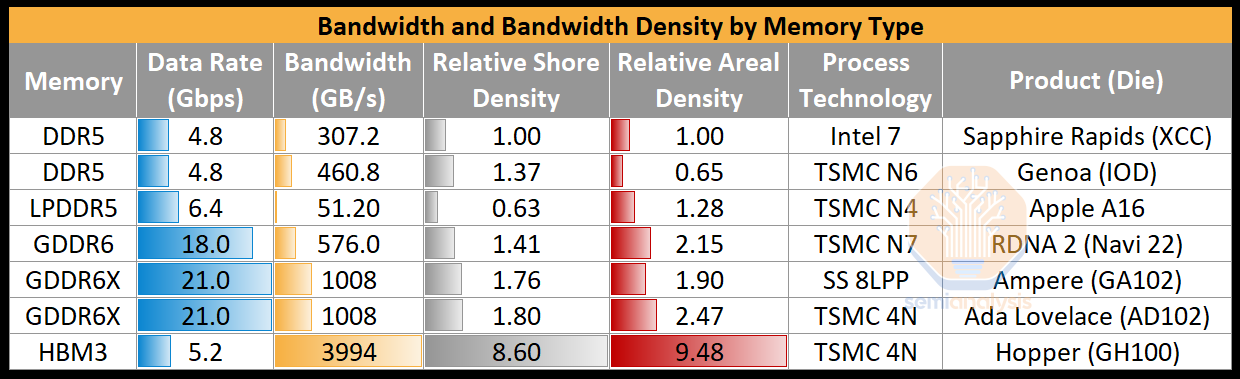 Bandwidth and Bandwidth Density by Memory Type
Memory Data Rate (Gbps) Bandwidth (GB/s) Relative Shore Density Relative Areal Density Process Technology Product (Die)
DDR5 4.8 307.2 1.00 1.00 Intel 7 Sapphire Rapids (XCC)
DDR5 4.8 460.8 1.37 0.65 TSMC N6 Genoa (IOD)
LPDDR5 6.4 51.20 0.63 1.28 TSMC N4 Apple A16
GDDR6 18.0 576.0 1.41 2.15 TSMC N7 RDNA 2 (Navi 22)
GDDR6X 21.0 1008 1.76 1.90 SS 8LPP Ampere (GA102)
GDDR6X 21.0 1008 1.80 2.47 TSMC 4N Ada Lovelace (AD102)
HBM3 5.2 3994 8.60 9.48 TSMC 4N Hopper (GH100)
semianalysis